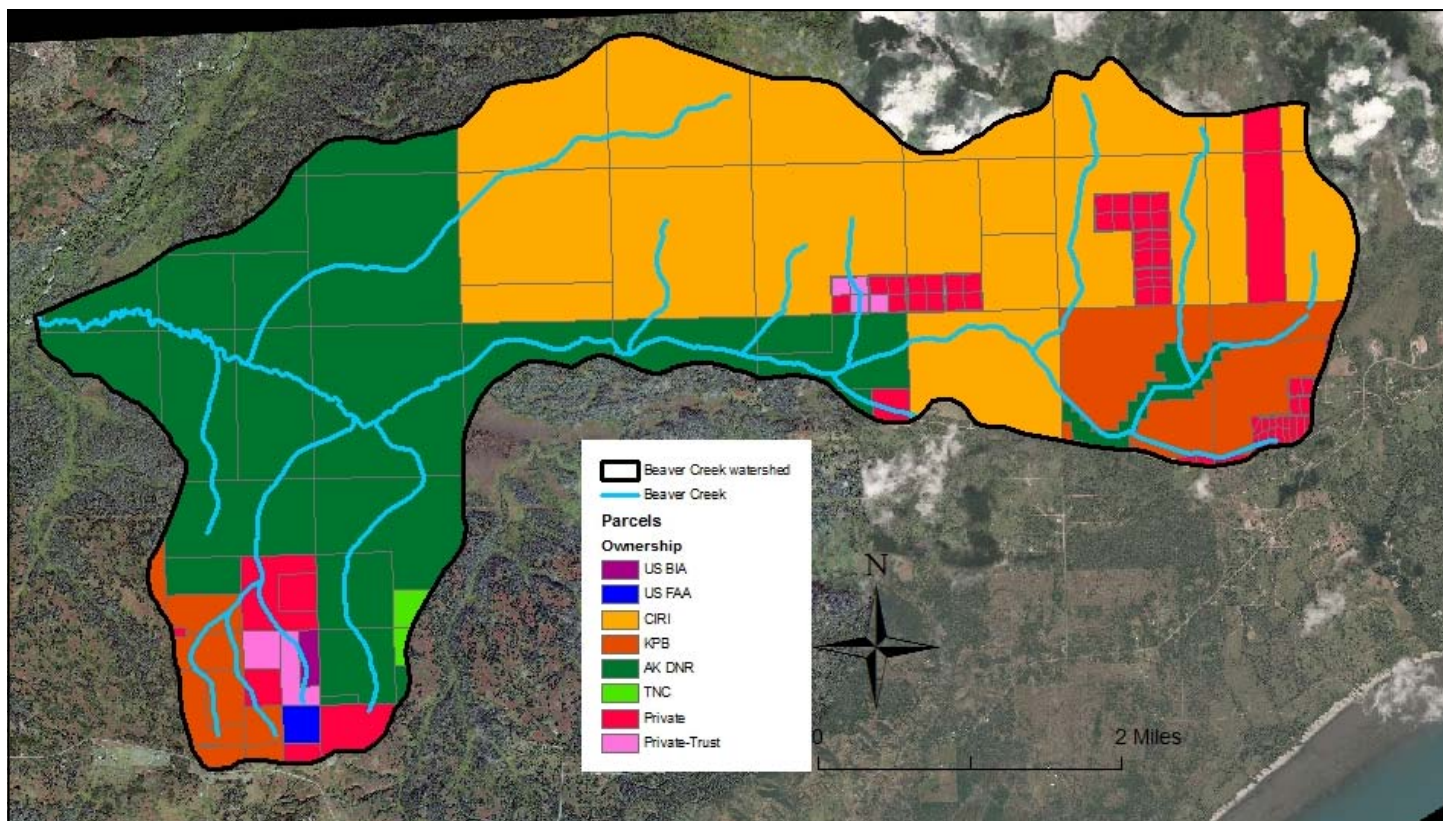 Beaver Creek watershed
Beaver Creek
Parcels
Ownership
US BIA
US FAA
CIRI
KPB
AK DNR
TNC
Private
Private-Trust
N
0 2 Miles